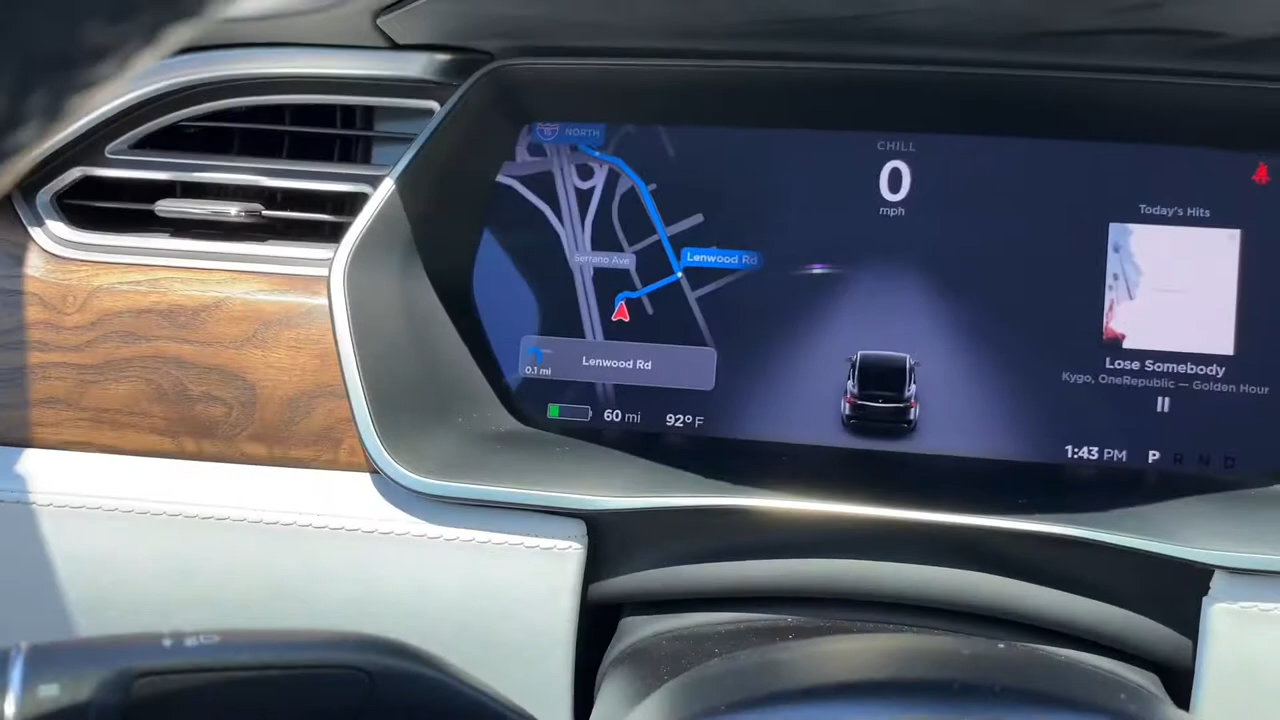 15 NORTH
Serrano Ave
Lenwood Rd
Lenwood Rd
0.1 mi
60 mi 92°F
CHILL
0
mph
Today's Hits
Lose Somebody
Kygo, OneRepublic — Golden Hour
1:43 PM P R N D